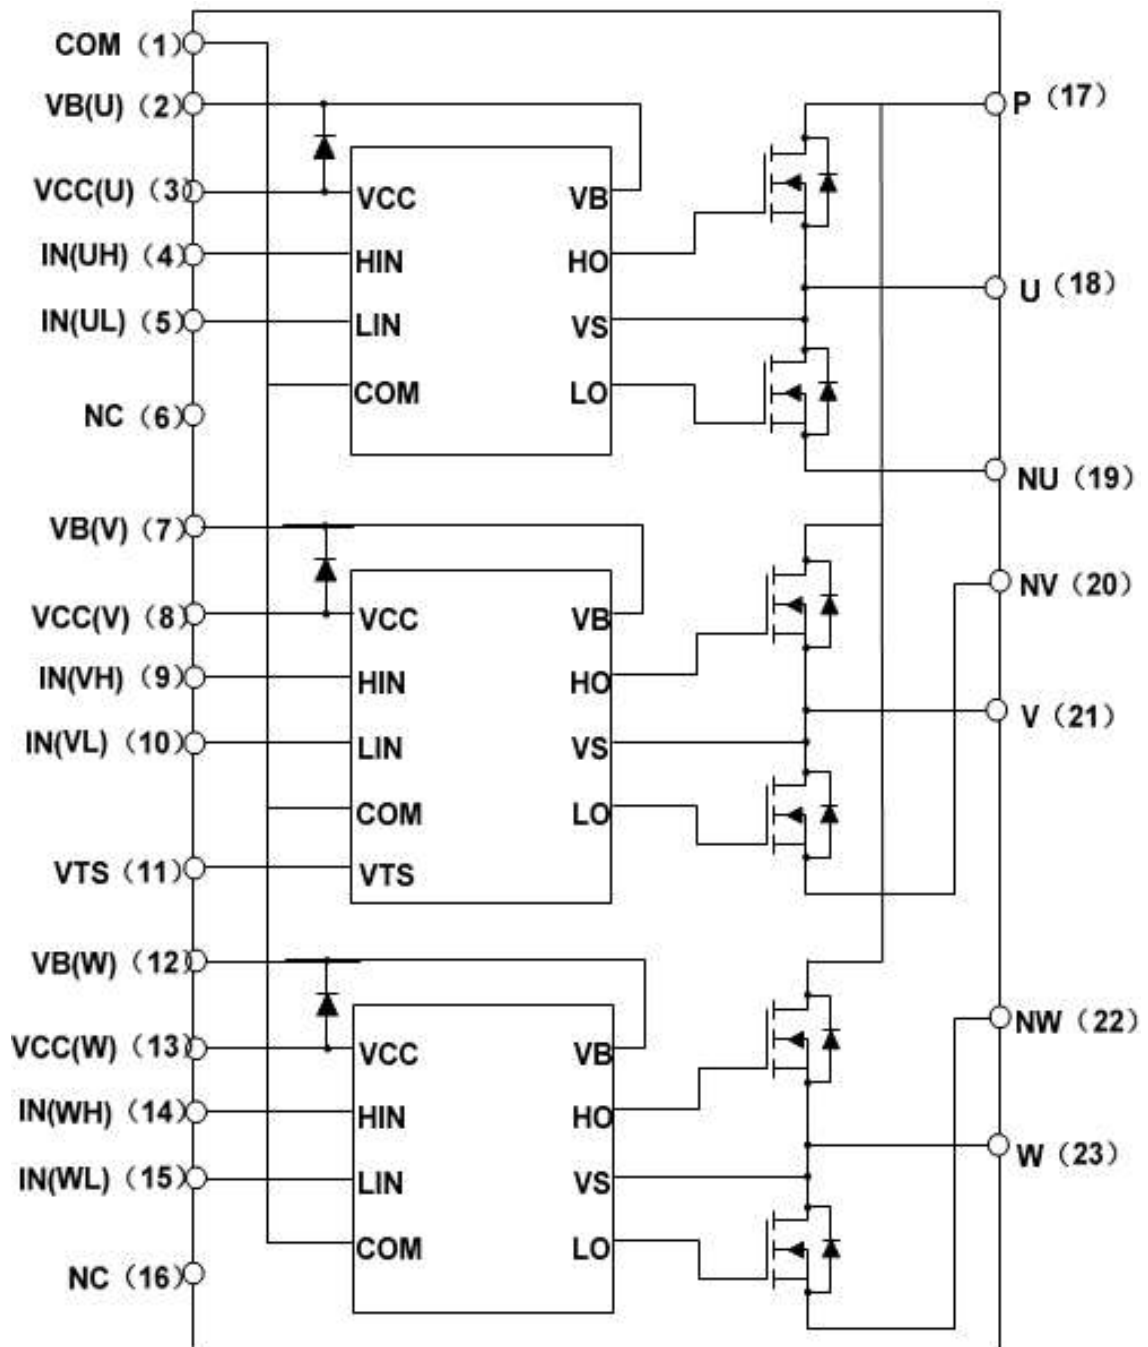 COM（1）
VB(U)（2）
VCC(U)（3）
IN(UH)（4）
IN(UL)（5）
NC（6）
VB(V)（7）
VCC(V)（8）
IN(VH)（9）
IN(VL)（10）
VTS（11）
VB(W)（12）
VCC(W)（13）
IN(WH)（14）
IN(WL)（15）
NC（16）
VCC VB
HIN HO
LIN VS
COM LO
VCC VB
HIN HO
LIN VS
COM LO
VTS
VCC VB
HIN HO
LIN VS
COM LO
P（17）
U（18）
NU（19）
NV（20）
V（21）
NW（22）
W（23）